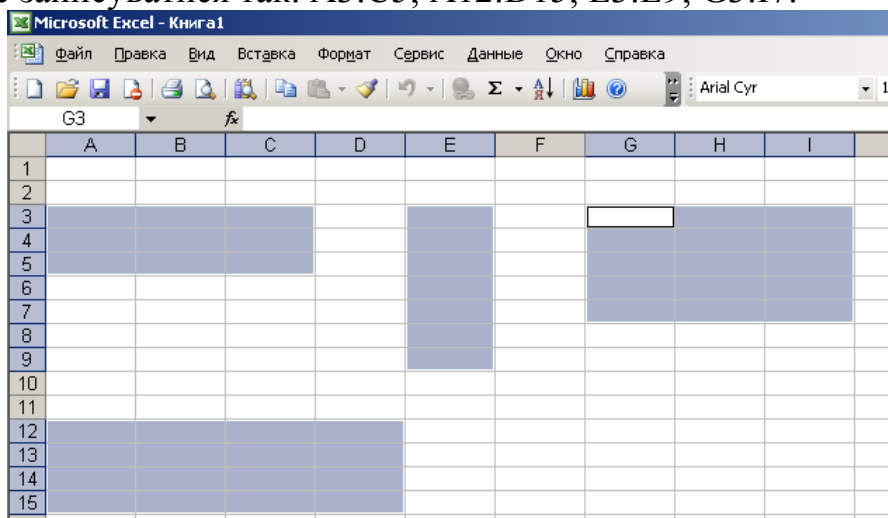 записуватися так: A3:C5; A12:D15; E3:E9; G3:I7.
Microsoft Excel - Книга1
Файл Правка Вид Вставка Формат Сервис Данные Окно Справка
Arial Cyr
G3 fx
A B C D E F G H I
1
2
3
4
5
6
7
8
9
10
11
12
13
14
15